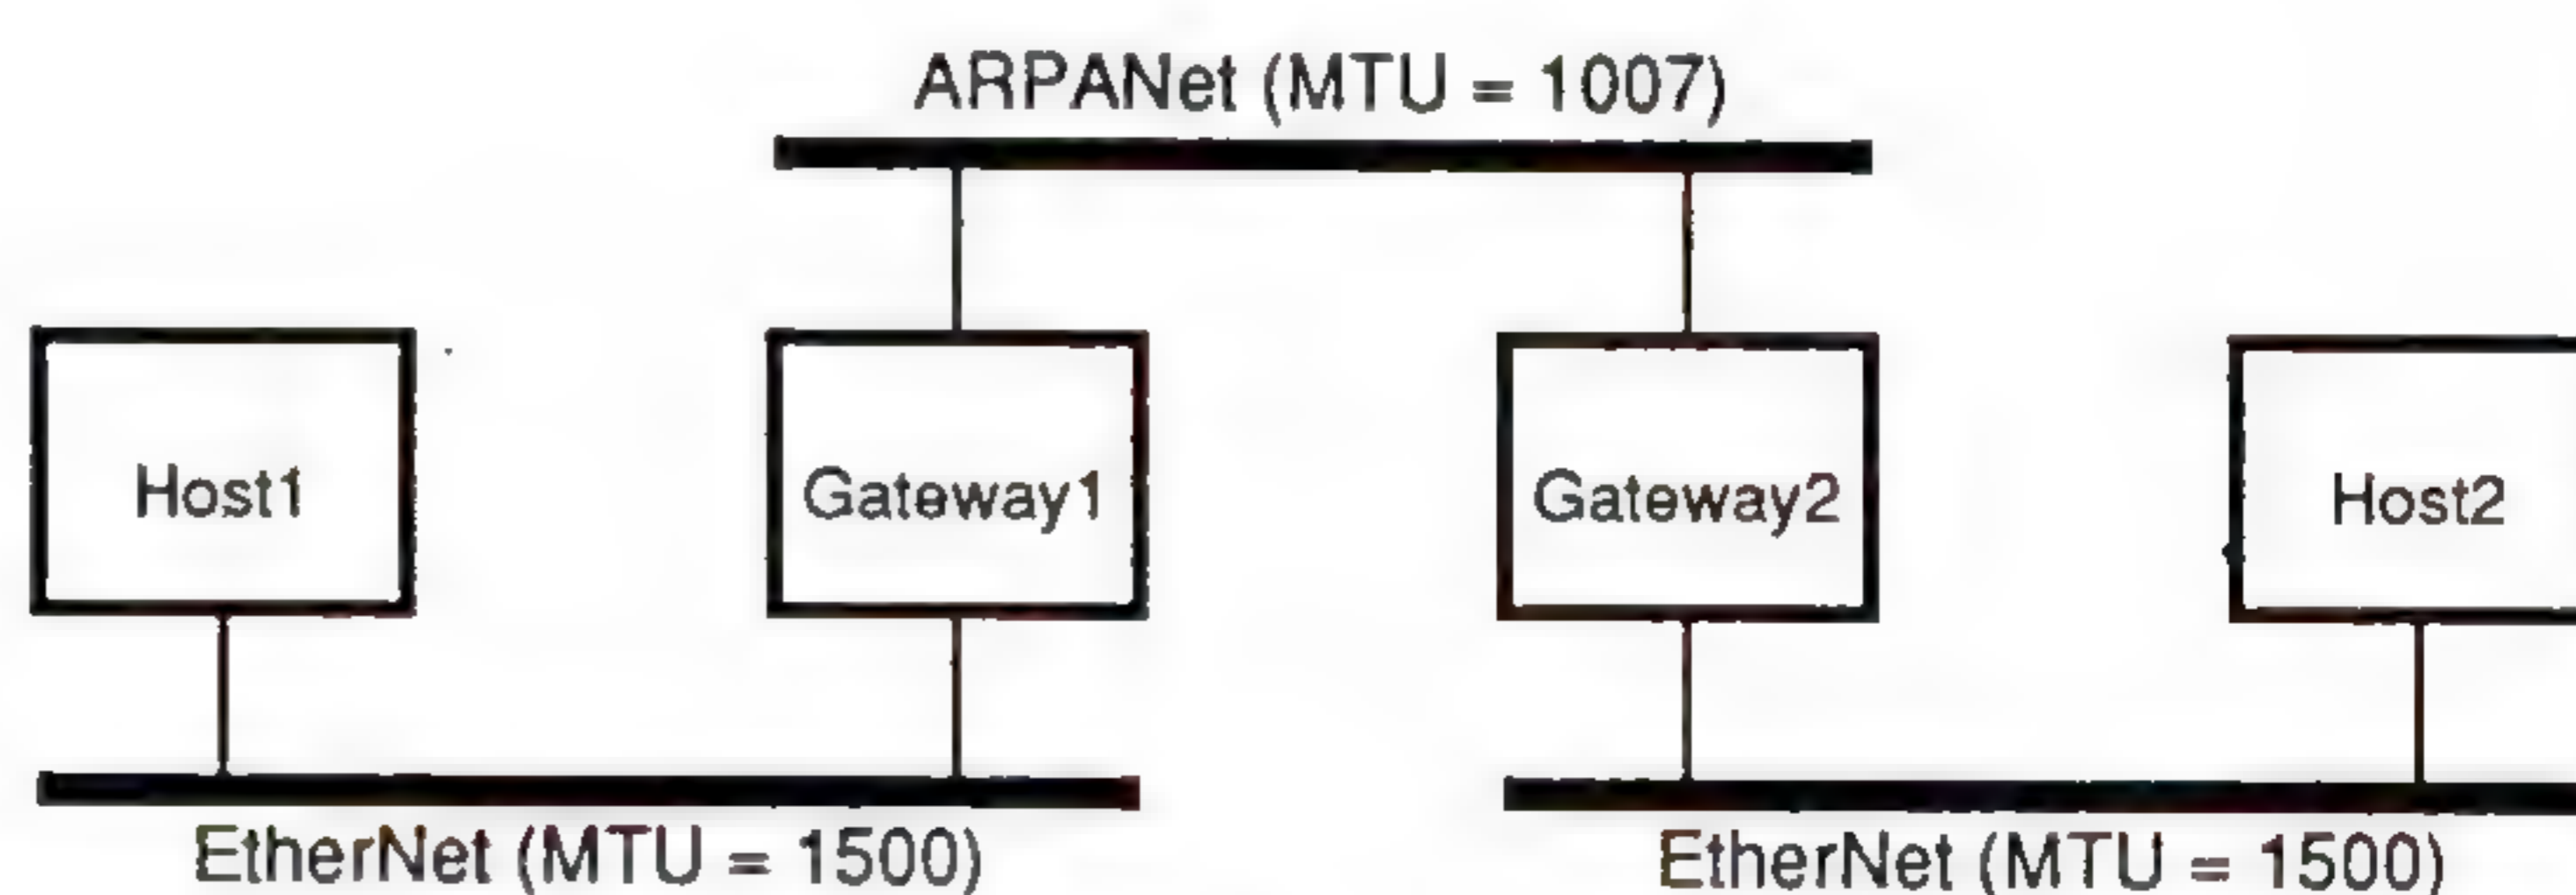 ARPANet (MTU = 1007)
Host1
Gateway1
Gateway2
Host2
EtherNet (MTU = 1500)
EtherNet (MTU = 1500)